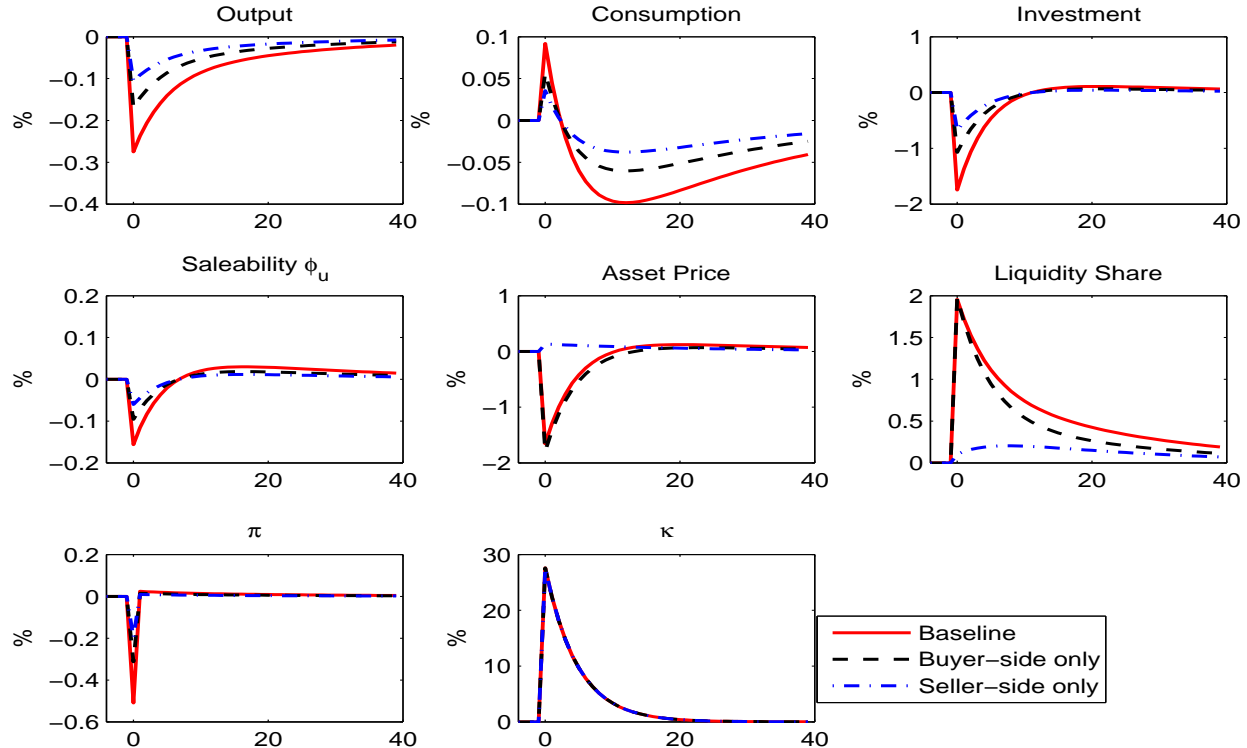 Output
Consumption
Investment
0
−0.1
−0.2
−0.3
−0.4
%
0 20 40
0.1
0.05
0
−0.05
−0.1
%
0 20 40
1
0
−1
−2
%
0 20 40
Saleability ϕu
Asset Price
Liquidity Share
0.2
0.1
0
−0.1
0.2
%
0 20 40
1
0
−1
−2
%
0 20 40
2
1.5
1
0.5
0
%
0 20 40
π
κ
0.2
0
−0.2
−0.4
−0.6
%
0 20 40
30
20
10
0
%
0 20 40
Baseline
Buyer−side only
Seller−side only